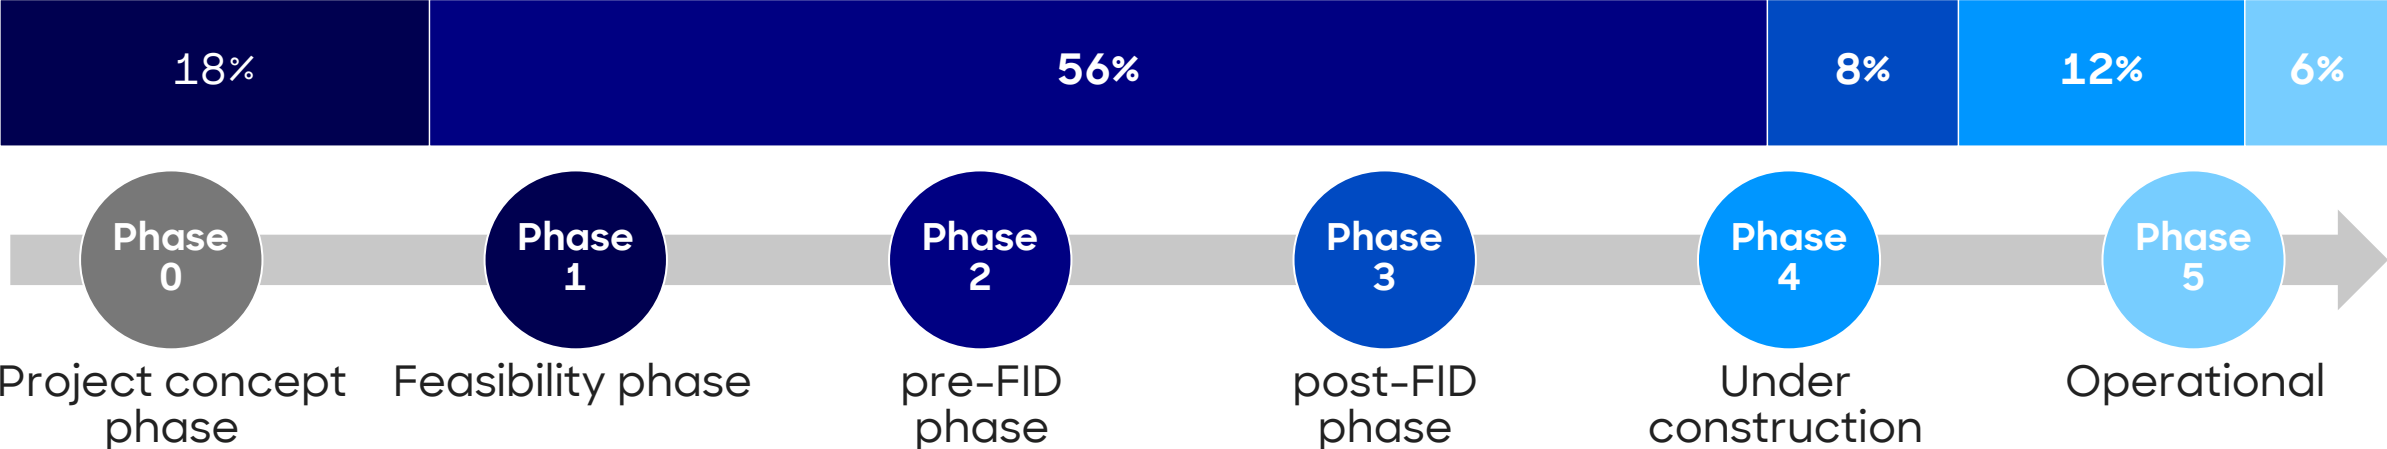 18% 56% 8% 12% 6%
Phase Phase Phase Phase Phase Phase
0 1 2 3 4 5
Project concept Feasibility phase pre-FID post-FID Under Operational
phase phase phase construction